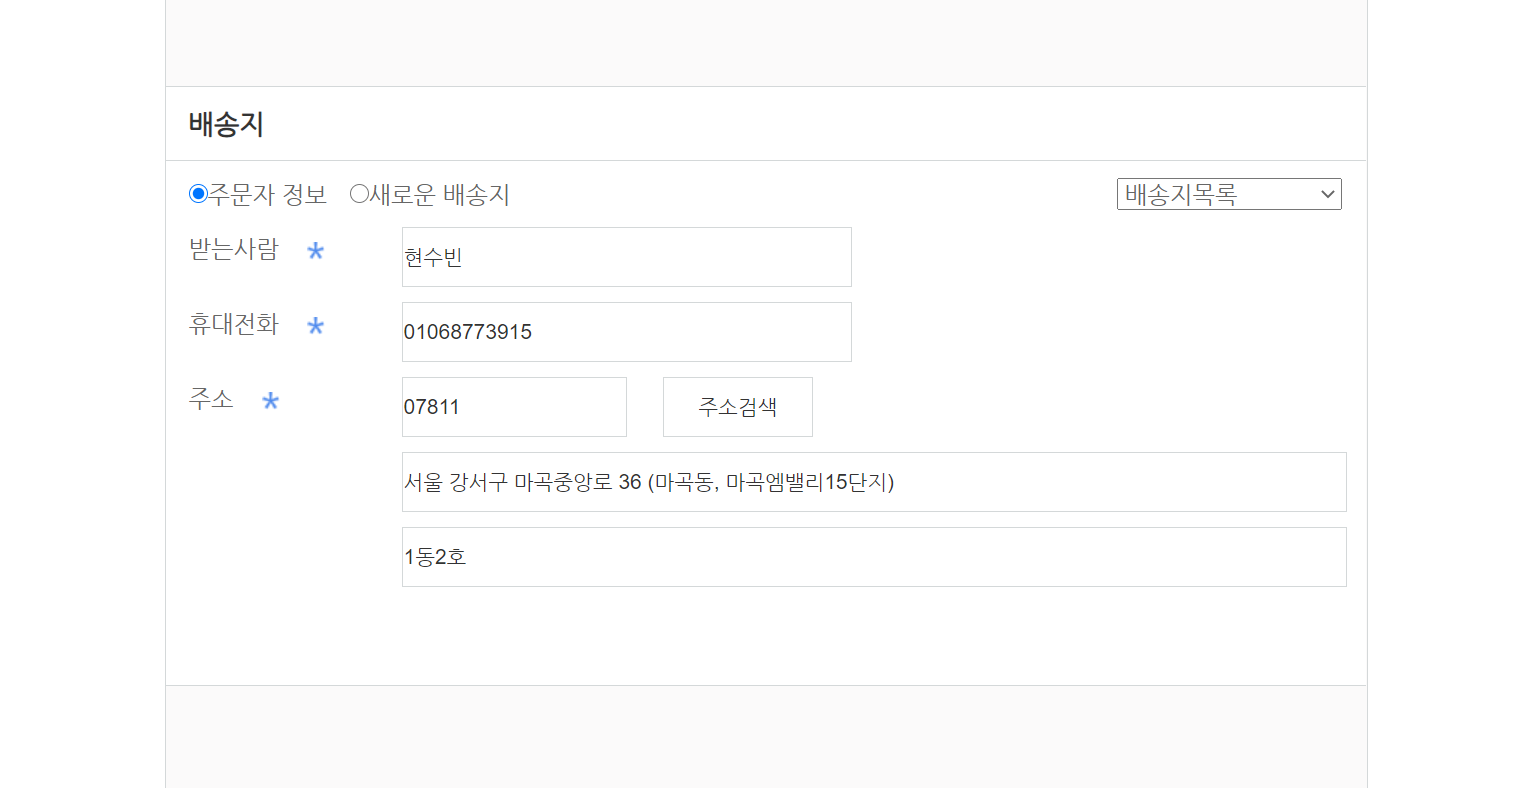 배송지
주문자 정보 새로운 배송지 배송지목록
받는사람 * 현수빈
휴대전화 * 01068773915
주소 * 07811 주소검색
서울 강서구 마곡중앙로 36 (마곡동, 마곡엠밸리15단지)
1동2호